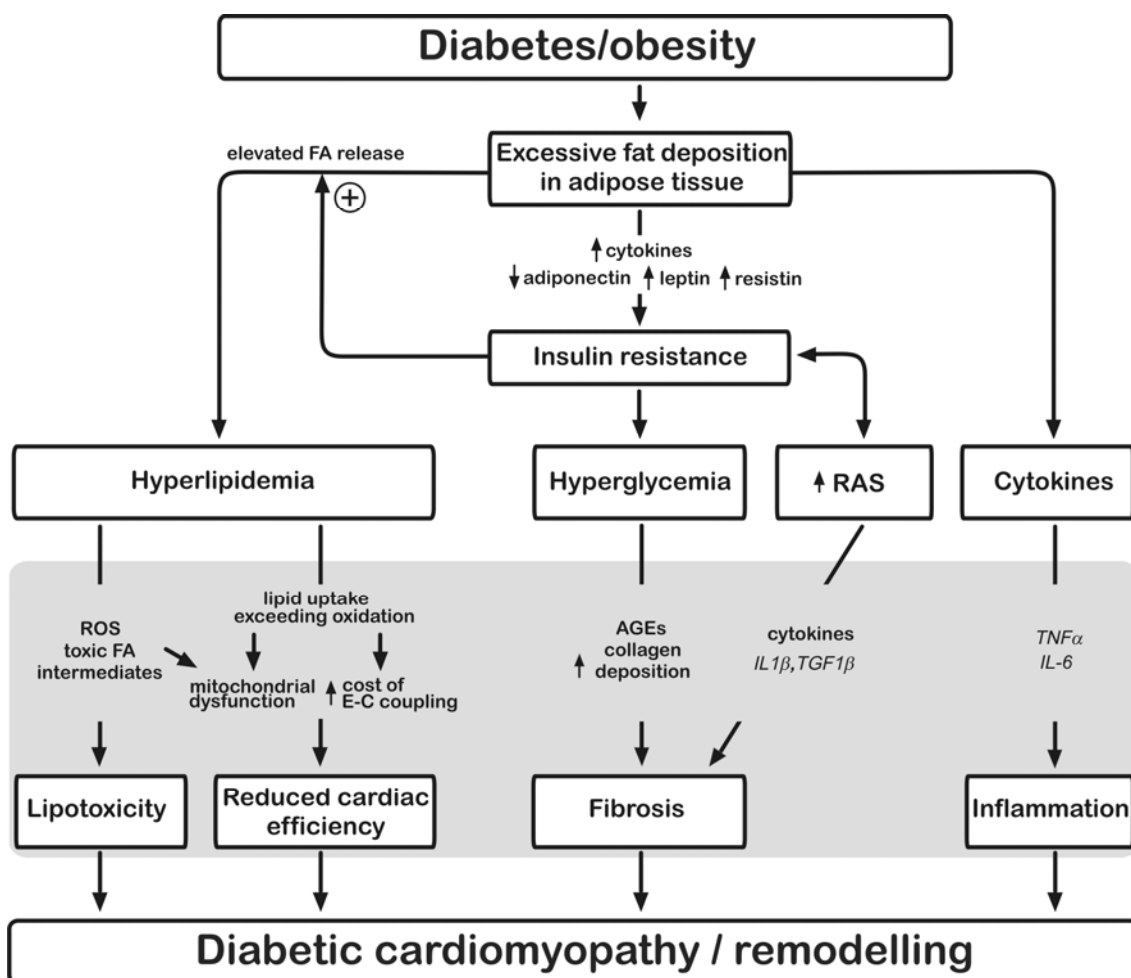 Diabetes/obesity
elevated FA release
Excessive fat deposition
in adipose tissue
+
↑ cytokines
↓ adiponectin ↑ leptin ↑ resistin
Insulin resistance
Hyperlipidemia
Hyperglycemia
↑ RAS
Cytokines
ROS
toxic FA
intermediates
lipid uptake
exceeding oxidation
mitochondrial
dysfunction
↑ cost of
E-C coupling
AGEs
collagen
↑ deposition
cytokines
IL1β,TGF1β
TNFα
IL-6
Lipotoxicity
Reduced cardiac
efficiency
Fibrosis
Inflammation
Diabetic cardiomyopathy / remodelling